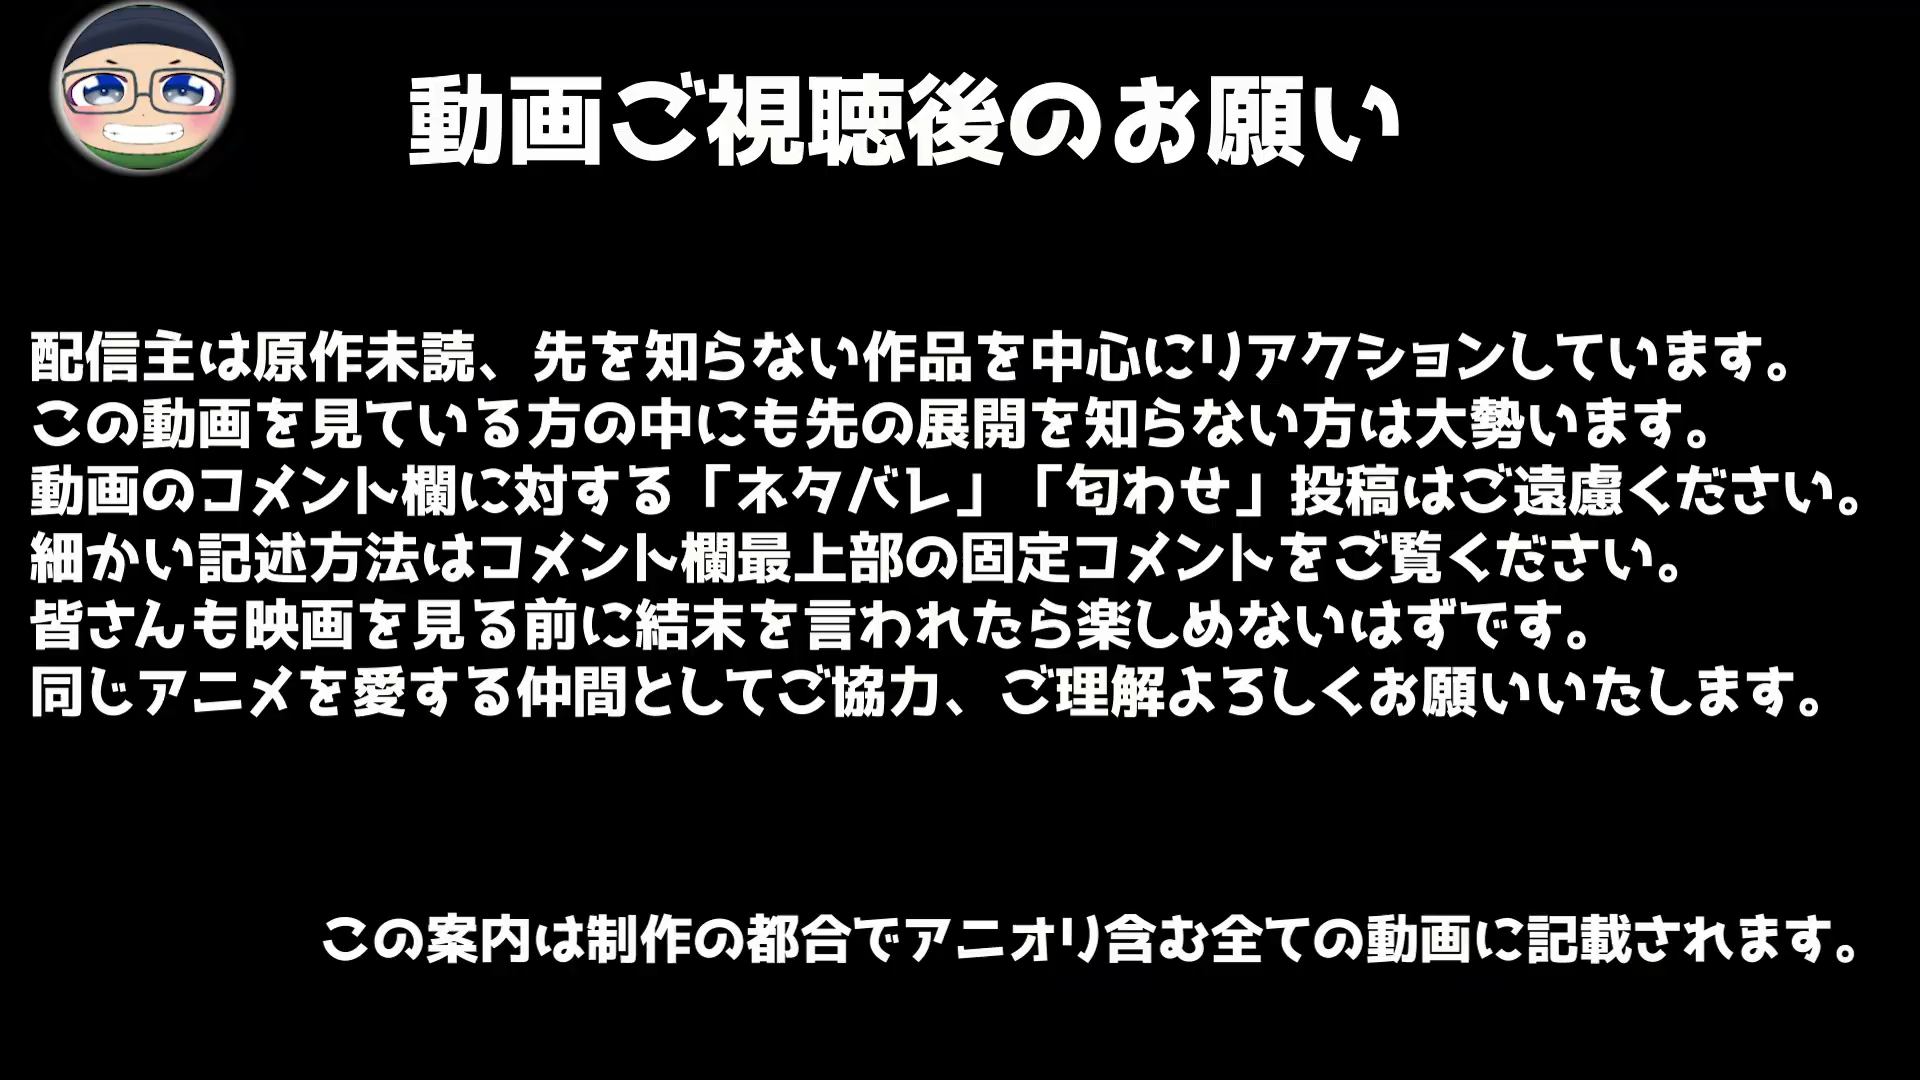 動画ご視聴後のお願い
配信主は原作未読、先を知らない作品を中心にリアクションしています。
この動画を見ている方の中にも先の展開を知らない方は大勢います。
動画のコメント欄に対する「ネタバレ」「匂わせ」投稿はご遠慮ください。
細かい記述方法はコメント欄最上部の固定コメントをご覧ください。
皆さんも映画を見る前に結末を言われたら楽しめないはずです。
同じアニメを愛する仲間としてご協力、ご理解よろしくお願いいたします。
この案内は制作の都合でアニオリ含む全ての動画に記載されます。